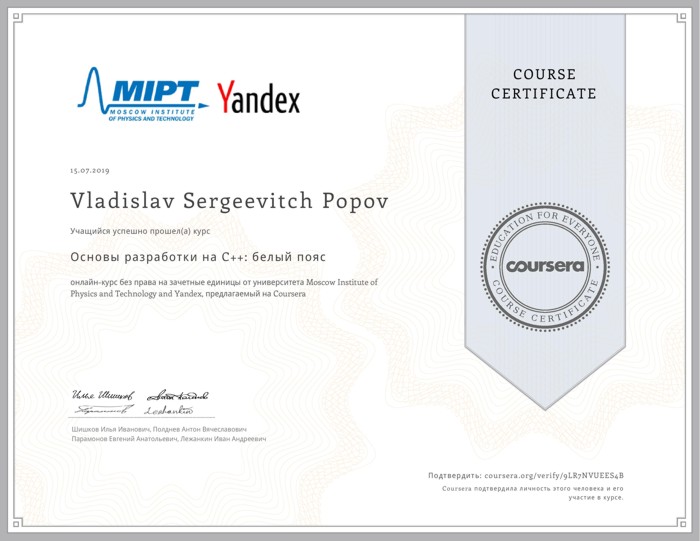 COURSE
CERTIFICATE
MIPT
MOSCOW INSTITUTE
OF PHYSICS AND TECHNOLOGY
Yandex
15.07.2019
Vladislav Sergeevitch Popov
Учащийся успешно прошел(а) курс
Основы разработки на C++: белый пояс
онлайн-курс без права на зачетные единицы от университета Moscow Institute of
Physics and Technology and Yandex, предлагаемый на Coursera
EDUCATION FOR EVERYONE
coursera
COURSE CERTIFICATE
Илья Шишков
Шишков Илья Иванович, Полднев Антон Вячеславович
Парамонов Евгений Анатольевич, Лежанкин Иван Андреевич
Подтвердить: coursera.org/verify/9LR7NVUEES4B
Coursera подтвердила личность этого человека и его
участие в курсе.